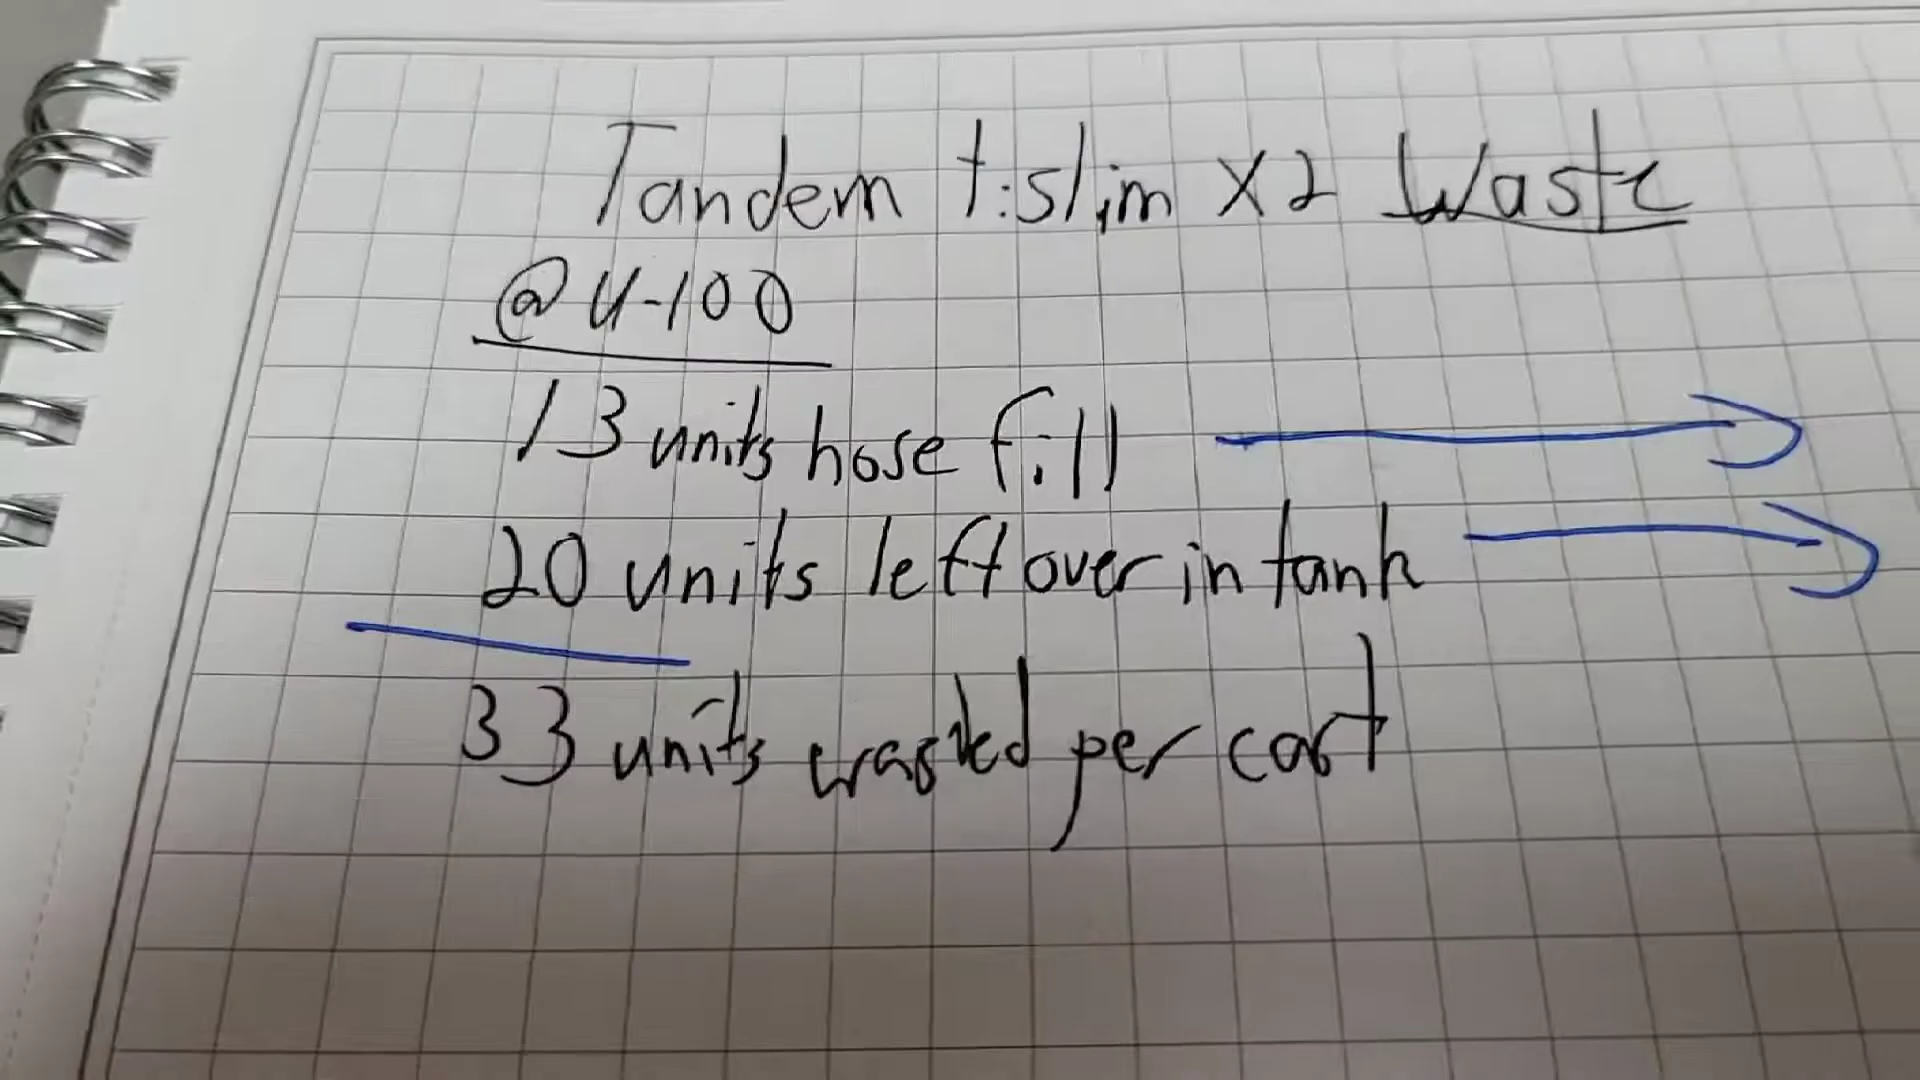 Tandem t:slim X2 Waste
@ U-100
13 units hose fill
20 units left over in tank
33 units wasted per cart